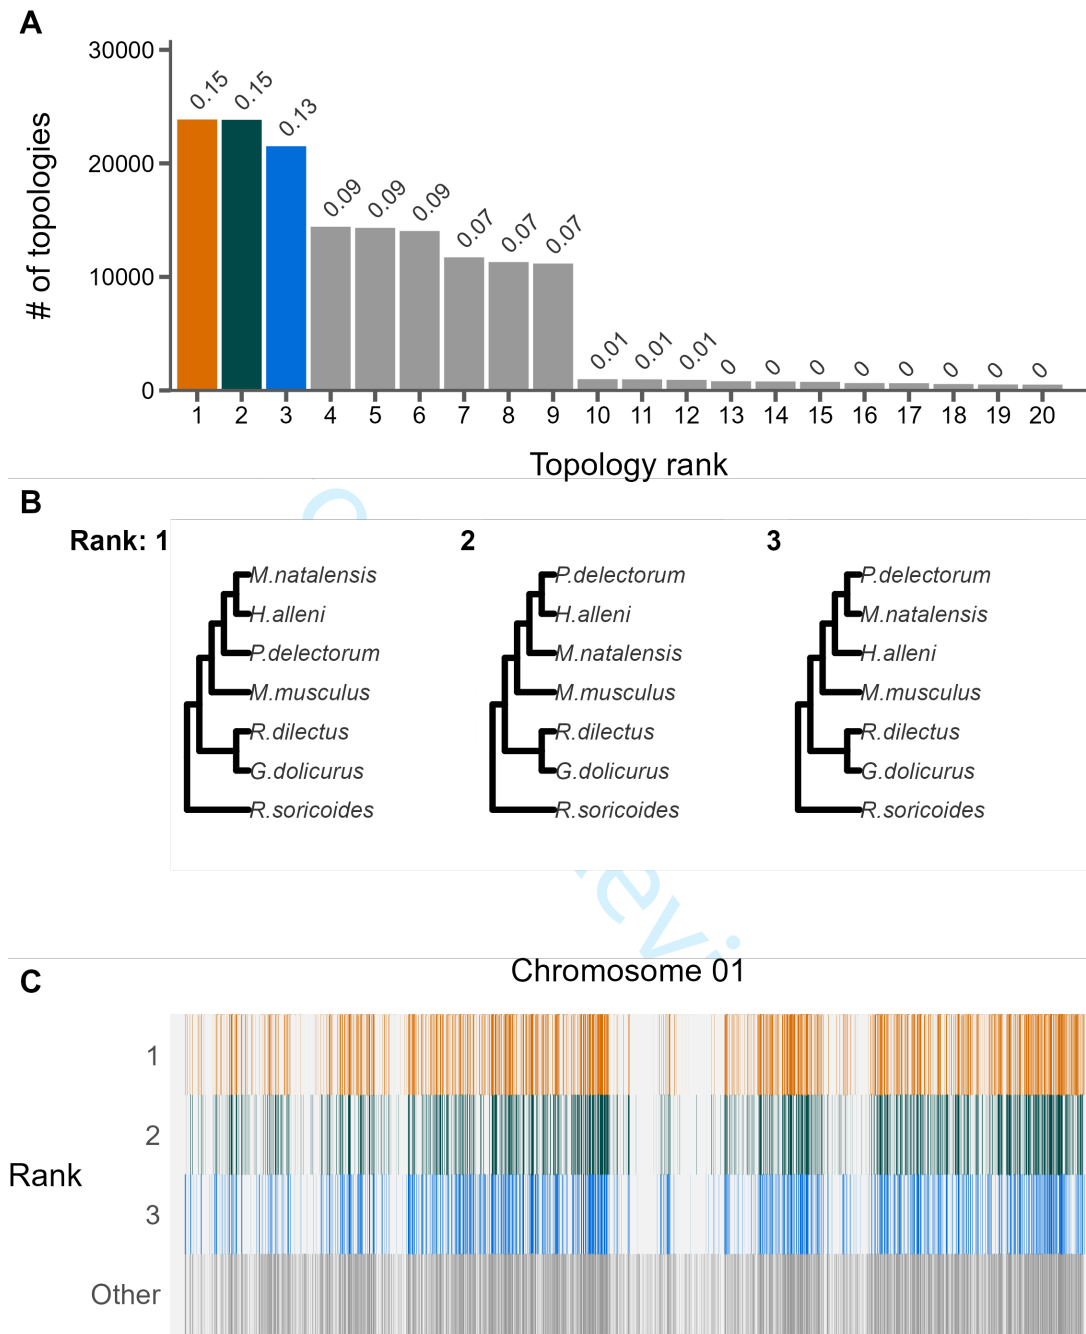 A
30000
20000
10000
0
# of topologies
0.15 0.15 0.13 0.09 0.09 0.09 0.07 0.07 0.07 0.01 0.01 0.01 0 0 0 0 0 0 0 0
1 2 3 4 5 6 7 8 9 10 11 12 13 14 15 16 17 18 19 20
Topology rank
B
Rank: 1 2 3
M.natalensis P.delectorum P.delectorum
H.alleni H.alleni M.natalensis
P.delectorum M.natalensis H.alleni
M.musculus M.musculus M.musculus
R.dilectus R.dilectus R.dilectus
G.dolicurus G.dolicurus G.dolicurus
R.soricoides R.soricoides R.soricoides
C
Chromosome 01
1
2
Rank
3
Other